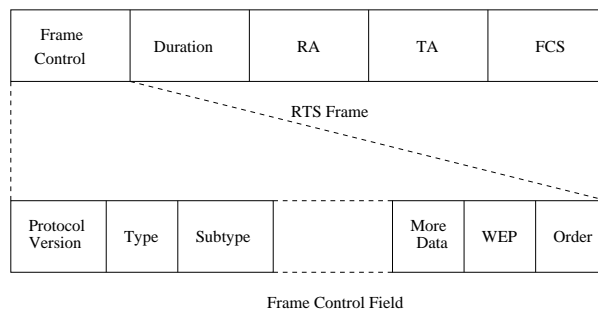 Frame
Control
Duration
RA
TA
FCS
RTS Frame
Protocol
Version
Type
Subtype
More
Data
WEP
Order
Frame Control Field